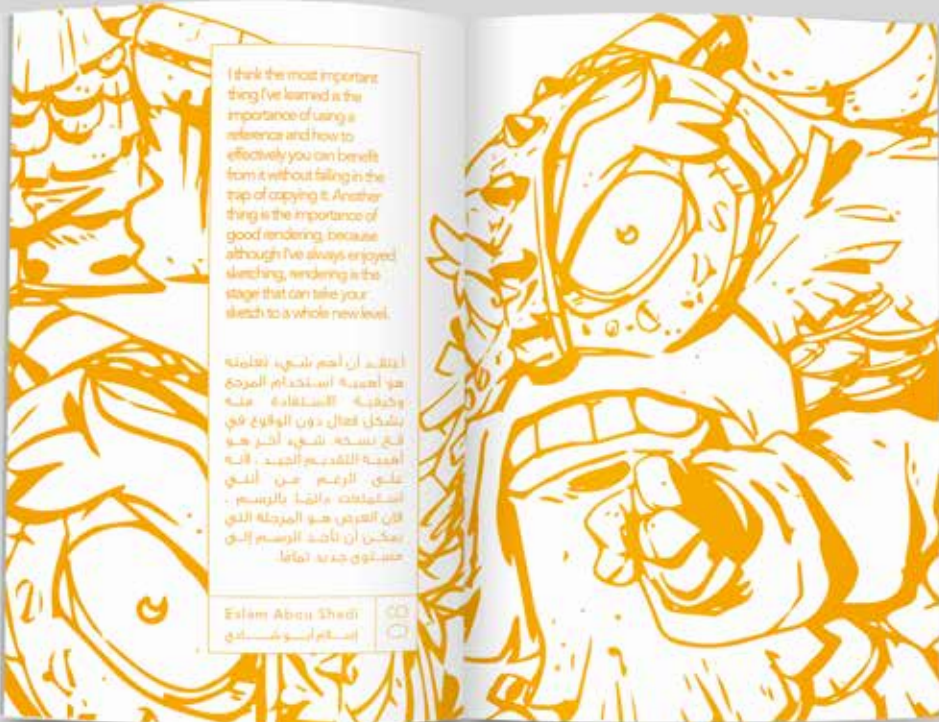 I think the most important
thing I've learned is the
importance of using a
reference and how to
effectively you can benefit
from it without falling in the
trap of copying it. Another
thing is the importance of
good rendering, because
although I've always enjoyed
sketching, rendering is the
stage that can take your
sketch to a whole new level.
أعتقد أن أهم شيء تعلمته
هو أهمية استخدام المرجع
وكيفية الاستفادة منه
بشكل فعال دون الوقوع في
فخ نسخه. شيء آخر هو
أهمية التقديم الجيد ، لأنه
على الرغم من أنني
استمتعت دائمًا بالرسم ،
فإن العرض هو المرحلة التي
يمكن أن تأخذ الرسم إلى
مستوى جديد تمامًا.
Eslam Abou Shadi
إسلام أبو شادي